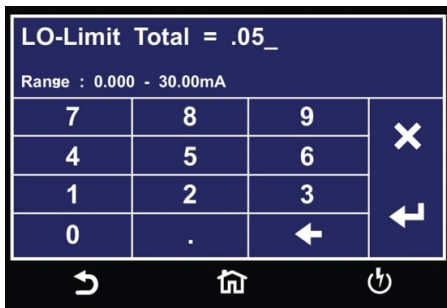 LO-Limit Total = .05_
Range : 0.000 - 30.00mA
7 8 9
4 5 6
1 2 3
0 .